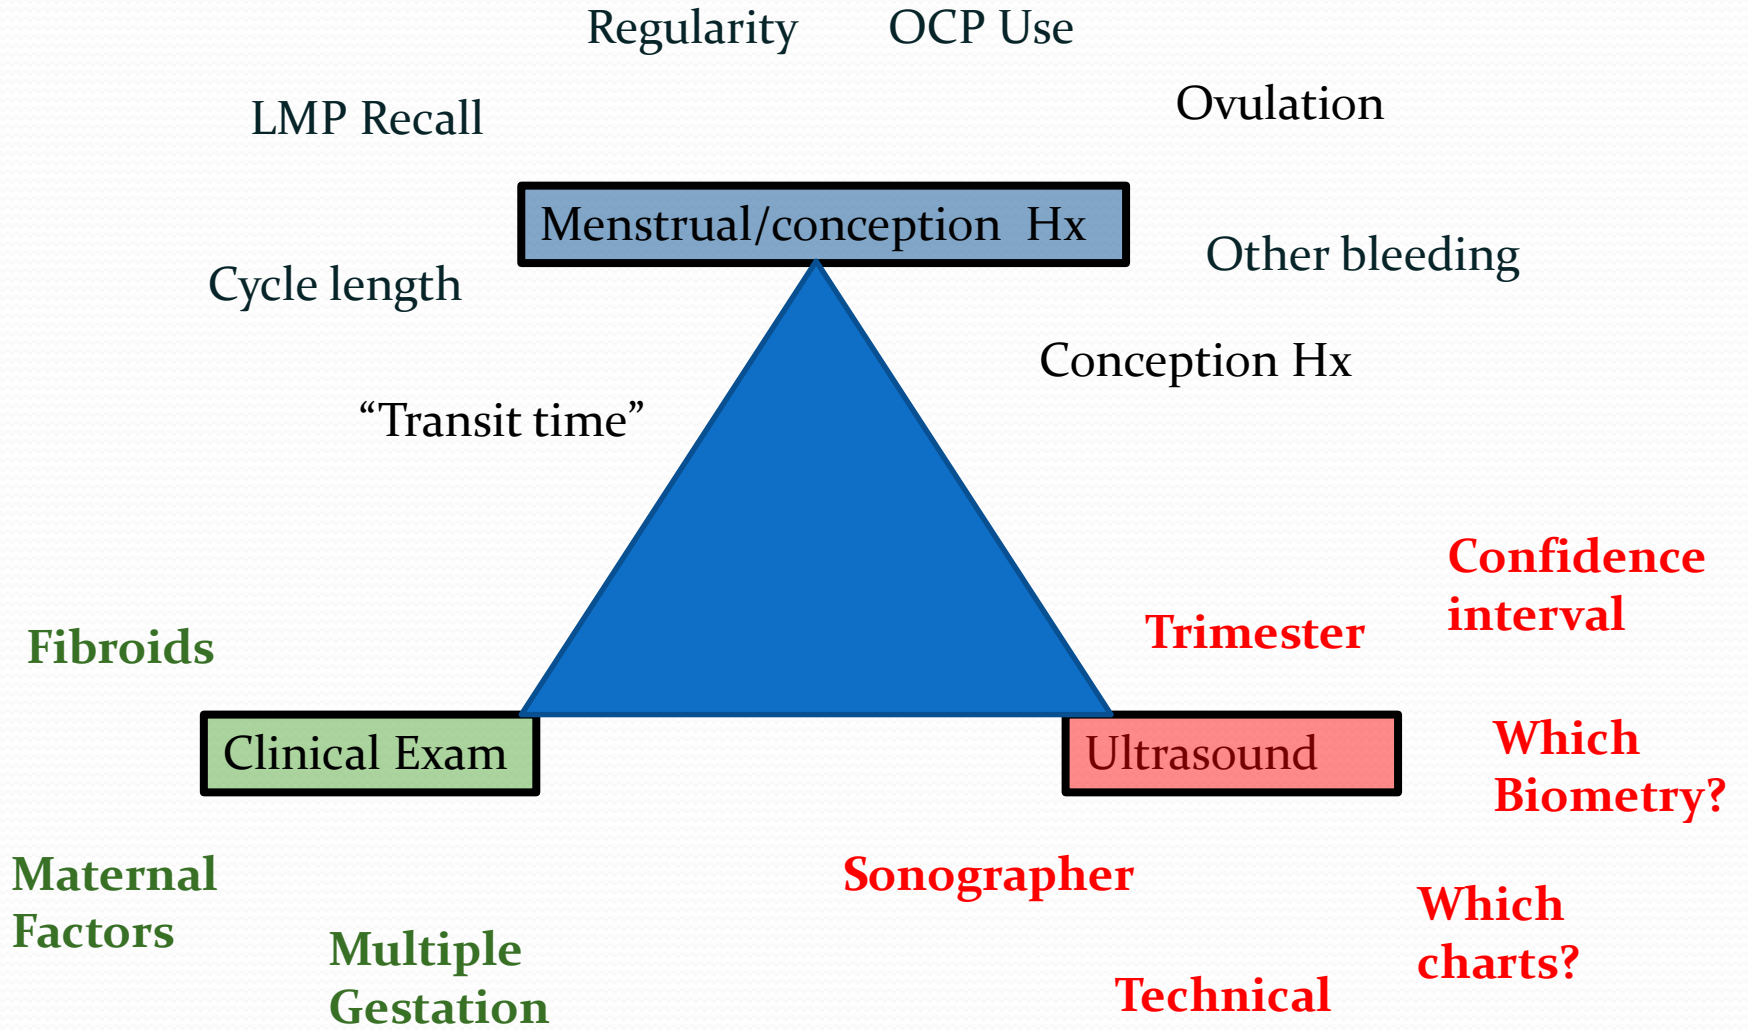 Regularity
OCP Use
LMP Recall
Ovulation
Menstrual/conception Hx
Other bleeding
Cycle length
Conception Hx
“Transit time”
Confidence
interval
Trimester
Fibroids
Clinical Exam
Ultrasound
Which
Biometry?
Maternal
Factors
Sonographer
Which
charts?
Multiple
Gestation
Technical